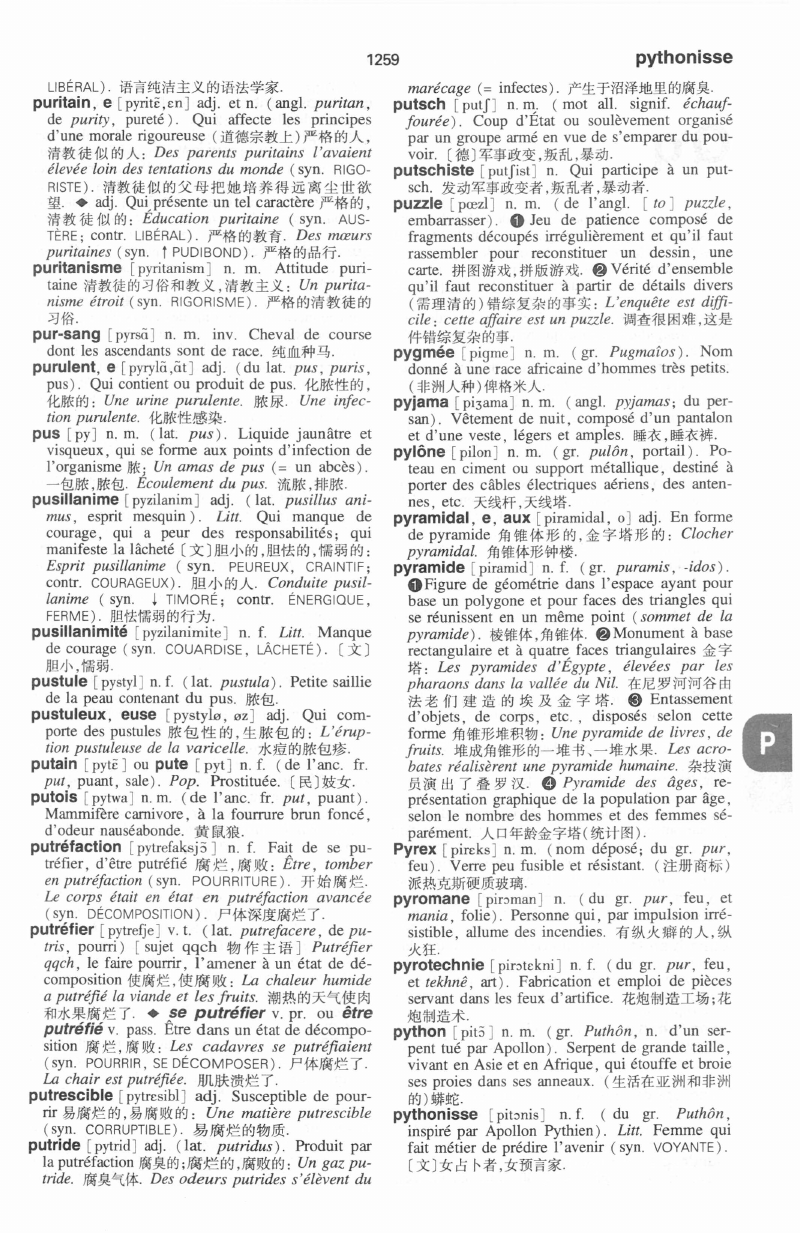 1259
pythonisse
LIBÉRAL). 语言纯洁主义的语法学家.
puritain, e [pyritɛ̃,ɛn] adj. et n. (angl. puritan,
de purity, pureté). Qui affecte les principes
d'une morale rigoureuse (道德宗教上)严格的人,
清教徒似的人: Des parents puritains l'avaient
élevée loin des tentations du monde (syn. RIGO-
RISTE). 清教徒似的父母把她培养得远离尘世欲
望. ◆ adj. Qui présente un tel caractère 严格的,
清教徒似的: Éducation puritaine (syn. AUS-
TÈRE; contr. LIBÉRAL). 严格的教育. Des mœurs
puritaines (syn. ↑PUDIBOND). 严格的品行.
puritanisme [pyritanism] n. m. Attitude puri-
taine 清教徒的习俗和教义,清教主义: Un purita-
nisme étroit (syn. RIGORISME). 严格的清教徒的
习俗.
pur-sang [pyrsɑ̃] n. m. inv. Cheval de course
dont les ascendants sont de race. 纯血种马.
purulent, e [pyrylɑ̃,ɑ̃t] adj. (du lat. pus, puris,
pus). Qui contient ou produit de pus. 化脓性的,
化脓的: Une urine purulente. 脓尿. Une infec-
tion purulente. 化脓性感染.
pus [py] n. m. (lat. pus). Liquide jaunâtre et
visqueux, qui se forme aux points d'infection de
l'organisme 脓: Un amas de pus (= un abcès).
一包脓,脓包. Écoulement du pus. 流脓,排脓.
pusillanime [pyzilanim] adj. (lat. pusillus ani-
mus, esprit mesquin). Litt. Qui manque de
courage, qui a peur des responsabilités; qui
manifeste la lâcheté [文]胆小的,胆怯的,懦弱的:
Esprit pusillanime (syn. PEUREUX, CRAINTIF;
contr. COURAGEUX). 胆小的人. Conduite pusil-
lanime (syn. ↓ TIMORÉ; contr. ÉNERGIQUE,
FERME). 胆怯懦弱的行为.
pusillanimité [pyzilanimite] n. f. Litt. Manque
de courage (syn. COUARDISE, LÂCHETÉ). [文]
胆小,懦弱.
pustule [pystyl] n. f. (lat. pustula). Petite saillie
de la peau contenant du pus. 脓包.
pustuleux, euse [pystylø, øz] adj. Qui com-
porte des pustules 脓包性的,生脓包的: L'érup-
tion pustuleuse de la varicelle. 水痘的脓包疹.
putain [pytɛ̃] ou pute [pyt] n. f. (de l'anc. fr.
put, puant, sale). Pop. Prostituée. [民]妓女.
putois [pytwa] n. m. (de l'anc. fr. put, puant).
Mammifère carnivore, à la fourrure brun foncé,
d'odeur nauséabonde. 黄鼠狼.
putréfaction [pytrefaksjɔ̃] n. f. Fait de se pu-
tréfier, d'être putréfié 腐烂,腐败: Être, tomber
en putréfaction (syn. POURRITURE). 开始腐烂.
Le corps était en état en putréfaction avancée
(syn. DÉCOMPOSITION). 尸体深度腐烂了.
putréfier [pytrefje] v. t. (lat. putrefacere, de pu-
tris, pourri) [sujet qqch 物作主语] Putréfier
qqch, le faire pourrir, l'amener à un état de dé-
composition 使腐烂,使腐败: La chaleur humide
a putréfié la viande et les fruits. 潮热的天气使肉
和水果腐烂了. ◆ se putréfier v. pr. ou être
putréfié v. pass. Être dans un état de décompo-
sition 腐烂,腐败: Les cadavres se putréfiaient
(syn. POURRIR, SE DÉCOMPOSER). 尸体腐烂了.
La chair est putréfiée. 肌肤溃烂了.
putrescible [pytresibl] adj. Susceptible de pour-
rir 易腐烂的,易腐败的: Une matière putrescible
(syn. CORRUPTIBLE). 易腐烂的物质.
putride [pytrid] adj. (lat. putridus). Produit par
la putréfaction 腐臭的;腐烂的,腐败的: Un gaz pu-
tride. 腐臭气体. Des odeurs putrides s'élèvent du
marécage (= infectes). 产生于沼泽地里的腐臭.
putsch [putʃ] n. m. (mot all. signif. échauf-
fourée). Coup d'État ou soulèvement organisé
par un groupe armé en vue de s'emparer du pou-
voir. [德]军事政变,叛乱,暴动.
putschiste [putʃist] n. Qui participe à un put-
sch. 发动军事政变者,叛乱者,暴动者.
puzzle [pœzl] n. m. (de l'angl. [to] puzzle,
embarrasser). ❶ Jeu de patience composé de
fragments découpés irrégulièrement et qu'il faut
rassembler pour reconstituer un dessin, une
carte. 拼图游戏,拼版游戏. ❷ Vérité d'ensemble
qu'il faut reconstituer à partir de détails divers
(需理清的)错综复杂的事实: L'enquête est diffi-
cile; cette affaire est un puzzle. 调查很困难,这是
件错综复杂的事.
pygmée [pigme] n. m. (gr. Pugmaîos). Nom
donné à une race africaine d'hommes très petits.
(非洲人种)俾格米人.
pyjama [piʒama] n. m. (angl. pyjamas; du per-
san). Vêtement de nuit, composé d'un pantalon
et d'une veste, légers et amples. 睡衣,睡衣裤.
pylône [pilon] n. m. (gr. pulôn, portail). Po-
teau en ciment ou support métallique, destiné à
porter des câbles électriques aériens, des anten-
nes, etc. 天线杆,天线塔.
pyramidal, e, aux [piramidal, o] adj. En forme
de pyramide 角锥体形的,金字塔形的: Clocher
pyramidal. 角锥体形钟楼.
pyramide [piramid] n. f. (gr. puramis, -idos).
❶Figure de géométrie dans l'espace ayant pour
base un polygone et pour faces des triangles qui
se réunissent en un même point (sommet de la
pyramide). 棱锥体,角锥体. ❷Monument à base
rectangulaire et à quatre faces triangulaires 金字
塔: Les pyramides d'Égypte, élevées par les
pharaons dans la vallée du Nil. 在尼罗河河谷由
法老们建造的埃及金字塔. ❸ Entassement
d'objets, de corps, etc., disposés selon cette
forme 角锥形堆积物: Une pyramide de livres, de
fruits. 堆成角锥形的一堆书、一堆水果. Les acro-
bates réalisèrent une pyramide humaine. 杂技演
员演出了叠罗汉. ❹ Pyramide des âges, re-
présentation graphique de la population par âge,
selon le nombre des hommes et des femmes sé-
parément. 人口年龄金字塔(统计图).
Pyrex [pirɛks] n. m. (nom déposé; du gr. pur,
feu). Verre peu fusible et résistant. (注册商标)
派热克斯硬质玻璃.
pyromane [pirɔman] n. (du gr. pur, feu, et
mania, folie). Personne qui, par impulsion irré-
sistible, allume des incendies. 有纵火癖的人,纵
火狂.
pyrotechnie [pirɔtɛkni] n. f. (du gr. pur, feu,
et tekhnê, art). Fabrication et emploi de pièces
servant dans les feux d'artifice. 花炮制造工场;花
炮制造术.
python [pitɔ̃] n. m. (gr. Puthôn, n. d'un ser-
pent tué par Apollon). Serpent de grande taille,
vivant en Asie et en Afrique, qui étouffe et broie
ses proies dans ses anneaux. (生活在亚洲和非洲
的)蟒蛇.
pythonisse [pitɔnis] n. f. (du gr. Puthôn,
inspiré par Apollon Pythien). Litt. Femme qui
fait métier de prédire l'avenir (syn. VOYANTE).
[文]女占卜者,女预言家.
P